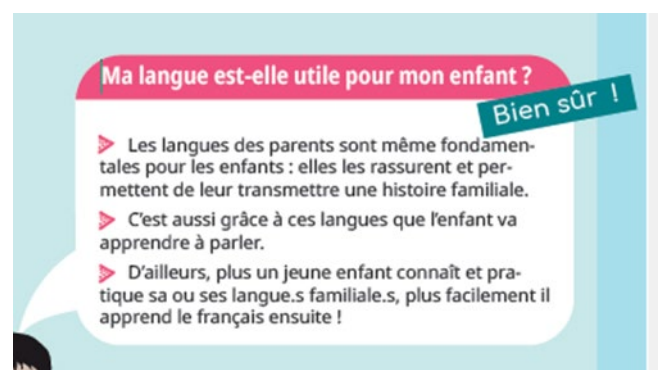 Ma langue est-elle utile pour mon enfant ?
Bien sûr !
Les langues des parents sont même fondamen-
tales pour les enfants : elles les rassurent et per-
mettent de leur transmettre une histoire familiale.
C’est aussi grâce à ces langues que l’enfant va
apprendre à parler.
D’ailleurs, plus un jeune enfant connaît et pra-
tique sa ou ses langue.s familiale.s, plus facilement il
apprend le français ensuite !